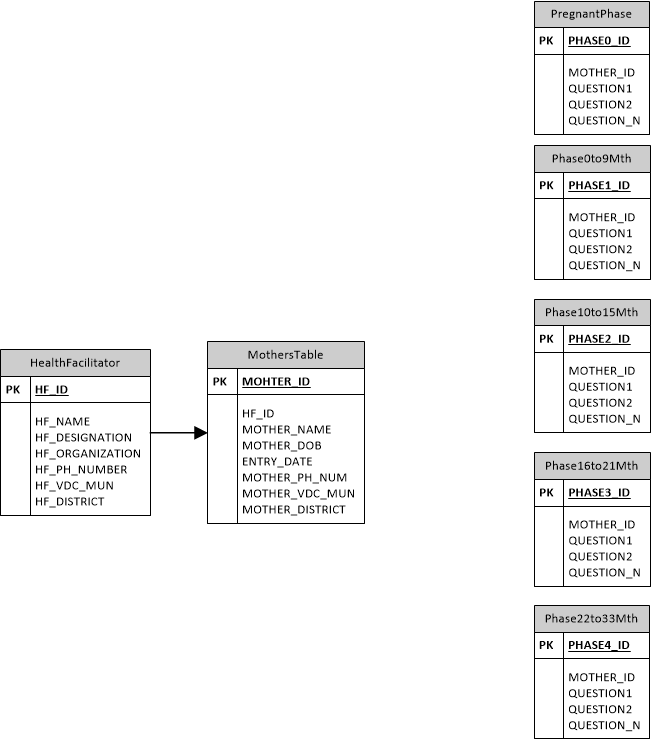 PregnantPhase
PK PHASE0_ID
MOTHER_ID
QUESTION1
QUESTION2
QUESTION_N
Phase0to9Mth
PK PHASE1_ID
MOTHER_ID
QUESTION1
QUESTION2
QUESTION_N
Phase10to15Mth
PK PHASE2_ID
MOTHER_ID
QUESTION1
QUESTION2
QUESTION_N
HealthFacilitator
PK HF_ID
HF_NAME
HF_DESIGNATION
HF_ORGANIZATION
HF_PH_NUMBER
HF_VDC_MUN
HF_DISTRICT
MothersTable
PK MOHTER_ID
HF_ID
MOTHER_NAME
MOTHER_DOB
ENTRY_DATE
MOTHER_PH_NUM
MOTHER_VDC_MUN
MOTHER_DISTRICT
Phase16to21Mth
PK PHASE3_ID
MOTHER_ID
QUESTION1
QUESTION2
QUESTION_N
Phase22to33Mth
PK PHASE4_ID
MOTHER_ID
QUESTION1
QUESTION2
QUESTION_N